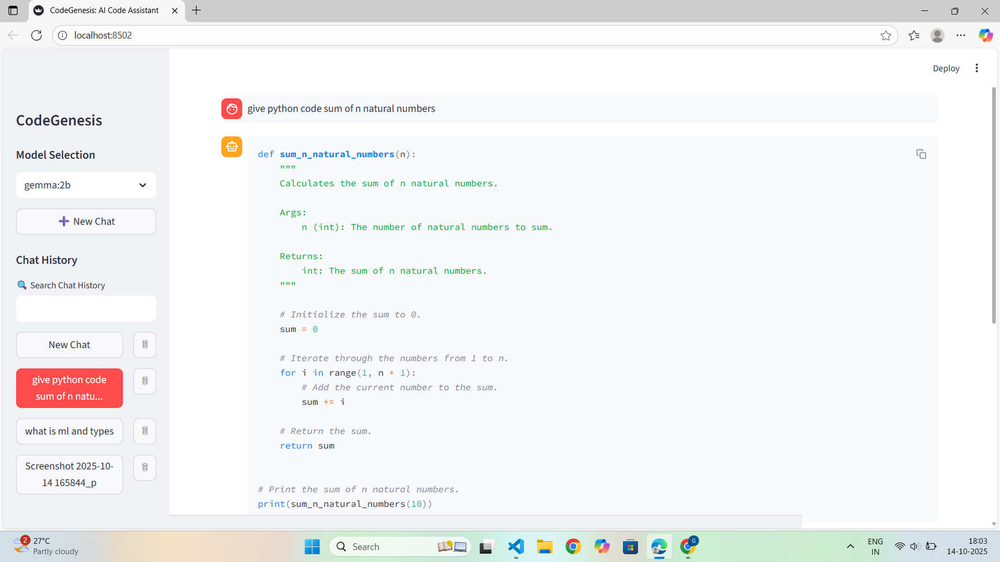 CodeGenesis: AI Code Assistant
localhost:8502
Deploy
CodeGenesis
Model Selection
gemma:2b
New Chat
Chat History
Search Chat History
New Chat
give python code
sum of n natu...
what is ml and types
Screenshot 2025-10-
14 165844_p
give python code sum of n natural numbers
def sum_n_natural_numbers(n):
"""
Calculates the sum of n natural numbers.
Args:
n (int): The number of natural numbers to sum.
Returns:
int: The sum of n natural numbers.
"""
# Initialize the sum to 0.
sum = 0
# Iterate through the numbers from 1 to n.
for i in range(1, n + 1):
# Add the current number to the sum.
sum += i
# Return the sum.
return sum
# Print the sum of n natural numbers.
print(sum_n_natural_numbers(10))
2
27°C
Partly cloudy
Search
G
ENG
IN
18:03
14-10-2025